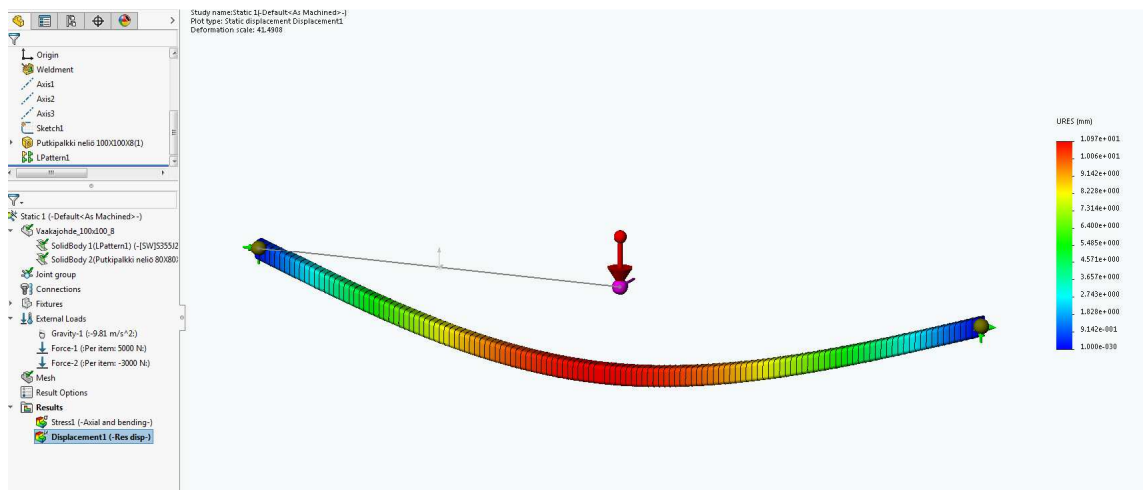 Study name:Static 1(-Default<As Machined>-)
Plot type: Static displacement Displacement1
Deformation scale: 41.4908
Origin
Weldment
Axis1
Axis2
Axis3
Sketch1
Putkipalkki neliö 100X100X8(1)
LPattern1
Static 1 (-Default<As Machined>-)
Vaakajohde_100x100_8
SolidBody 1(LPattern1) (-[SW]S355J2
SolidBody 2(Putkipalkki neliö 80X80
Joint group
Connections
Fixtures
External Loads
Gravity-1 (:-9.81 m/s^2:)
Force-1 (:Per item: 5000 N:)
Force-2 (:Per item: -3000 N:)
Mesh
Result Options
Results
Stress1 (-Axial and bending-)
Displacement1 (-Res disp-)
URES (mm)
1.097e+001
1.006e+001
9.142e+000
8.228e+000
7.314e+000
6.400e+000
5.485e+000
4.571e+000
3.657e+000
2.743e+000
1.828e+000
9.142e-001
1.000e-030